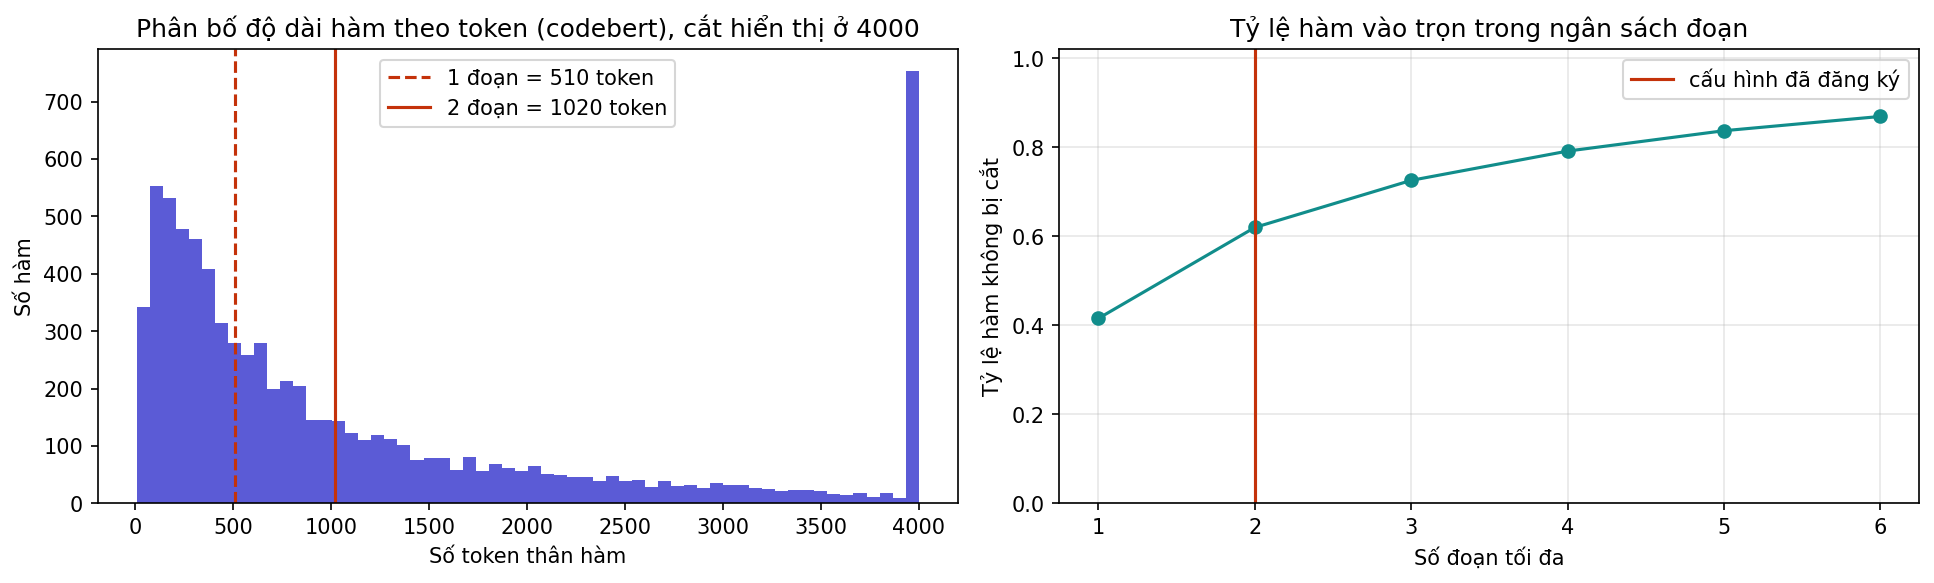 Phân bố độ dài hàm theo token (codebert), cắt hiển thị ở 4000
1 đoạn = 510 token
2 đoạn = 1020 token
Số hàm
700
600
500
400
300
200
100
0
0 500 1000 1500 2000 2500 3000 3500 4000
Số token thân hàm
Tỷ lệ hàm vào trọn trong ngân sách đoạn
cấu hình đã đăng ký
Tỷ lệ hàm không bị cắt
1.0
0.8
0.6
0.4
0.2
0.0
1 2 3 4 5 6
Số đoạn tối đa